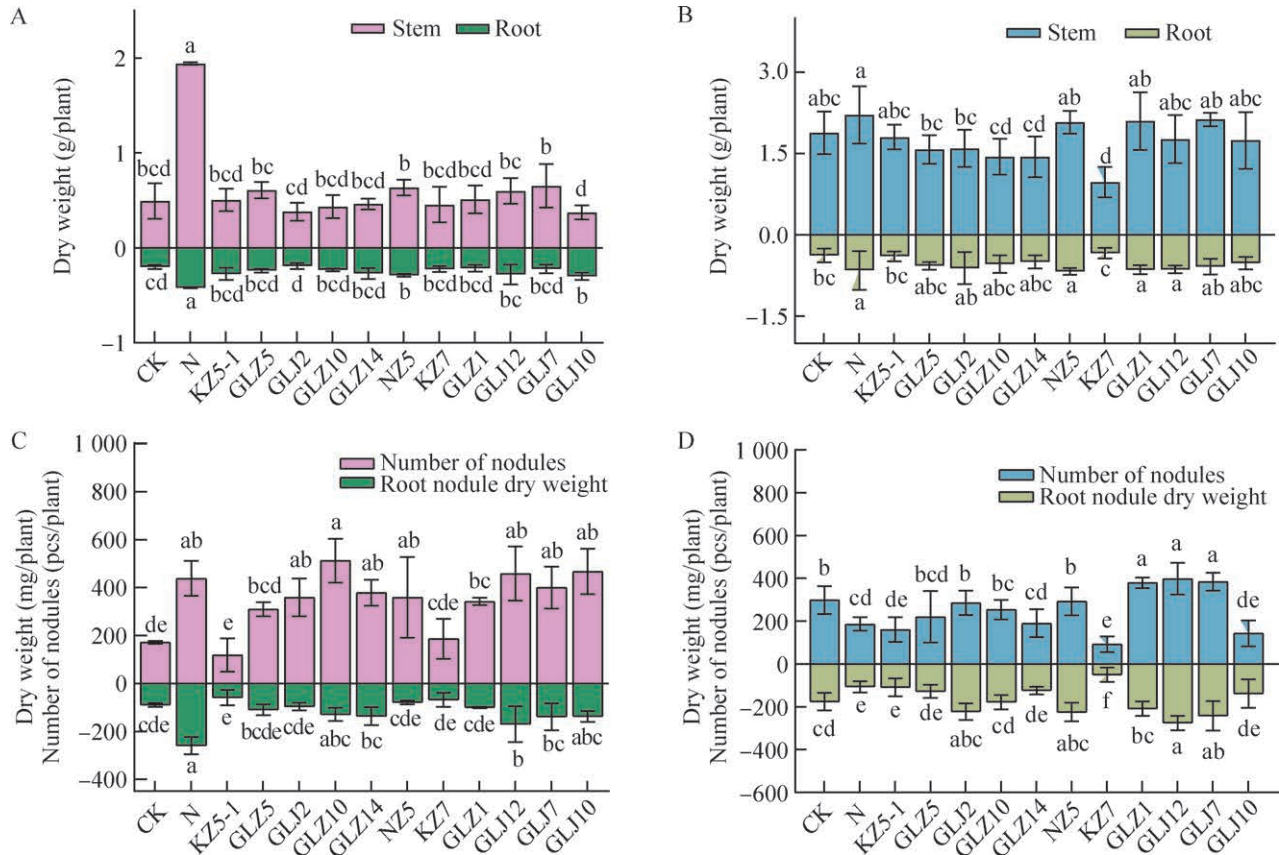 A
Stem Root
Dry weight (g/plant)
2
1
0
-1
bcd a bcd bc cd bcd bcd b bcd bcd bc b d
cd a bcd bcd d bcd bcd b bcd bcd bcd bcd b
CK N KZ5-1 GLZ5 GLJ2 GLZ10 GLZ14 NZ5 KZ7 GLZ1 GLJ12 GLJ7 GLJ10
B
Stem Root
Dry weight (g/plant)
3.0
1.5
0.0
-1.5
abc a abc bc bc cd cd ab d ab abc ab abc
bc a bc abc abc abc abc a c a a ab abc
CK N KZ5-1 GLZ5 GLJ2 GLZ10 GLZ14 NZ5 KZ7 GLZ1 GLJ12 GLJ7 GLJ10
C
Number of nodules
Root nodule dry weight
Dry weight (mg/plant)
Number of nodules (pcs/plant)
1 000
800
600
400
200
0
-200
-400
de ab e bcd ab a ab ab cde bc ab ab ab
cde a e bcde cde abc bc cde de cde b bc abc
CK N KZ5-1 GLZ5 GLJ2 GLZ10 GLZ14 NZ5 KZ7 GLZ1 GLJ12 GLJ7 GLJ10
D
Number of nodules
Root nodule dry weight
Dry weight (mg/plant)
Number of nodules (pcs/plant)
1 000
800
600
400
200
0
-200
-400
-600
b cd de bcd b bc cd b e a a a de
cd e e de abc cd de abc f bc a ab de
CK N KZ5-1 GLZ5 GLJ2 GLZ10 GLZ14 NZ5 KZ7 GLZ1 GLJ12 GLJ7 GLJ10